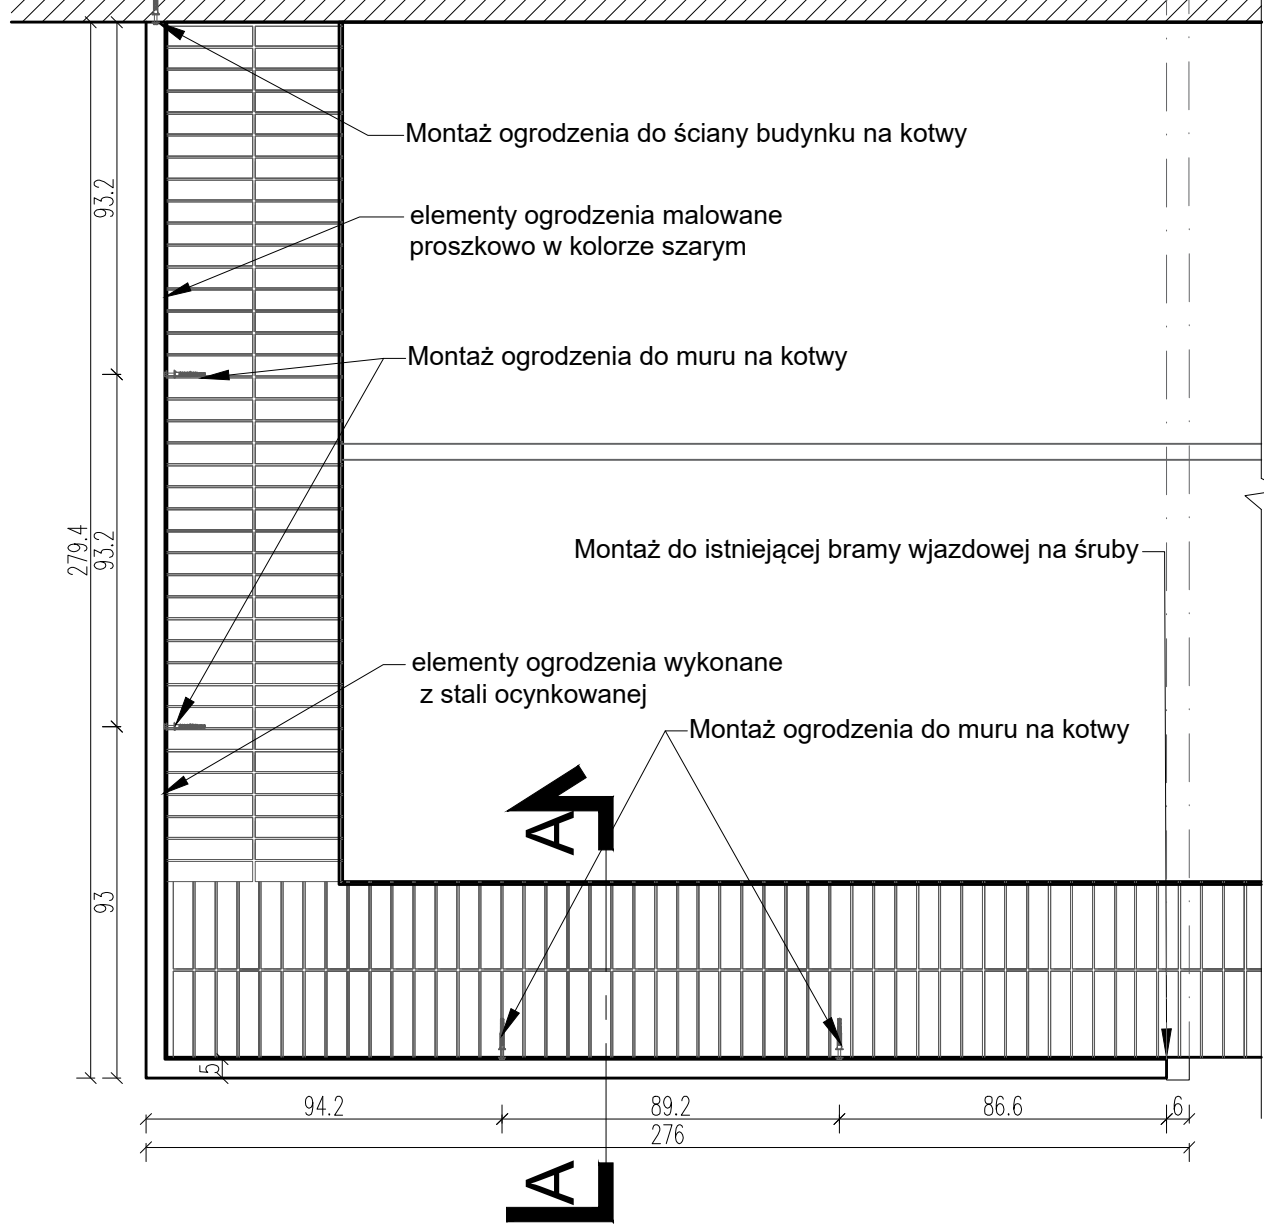 Montaż ogrodzenia do ściany budynku na kotwy
93.2
elementy ogrodzenia malowane
proszkowo w kolorze szarym
Montaż ogrodzenia do muru na kotwy
279.4
93.2
Montaż do istniejącej bramy wjazdowej na śruby
elementy ogrodzenia wykonane
z stali ocynkowanej
Montaż ogrodzenia do muru na kotwy
A
93
5
94.2
89.2
86.6
6
276
A